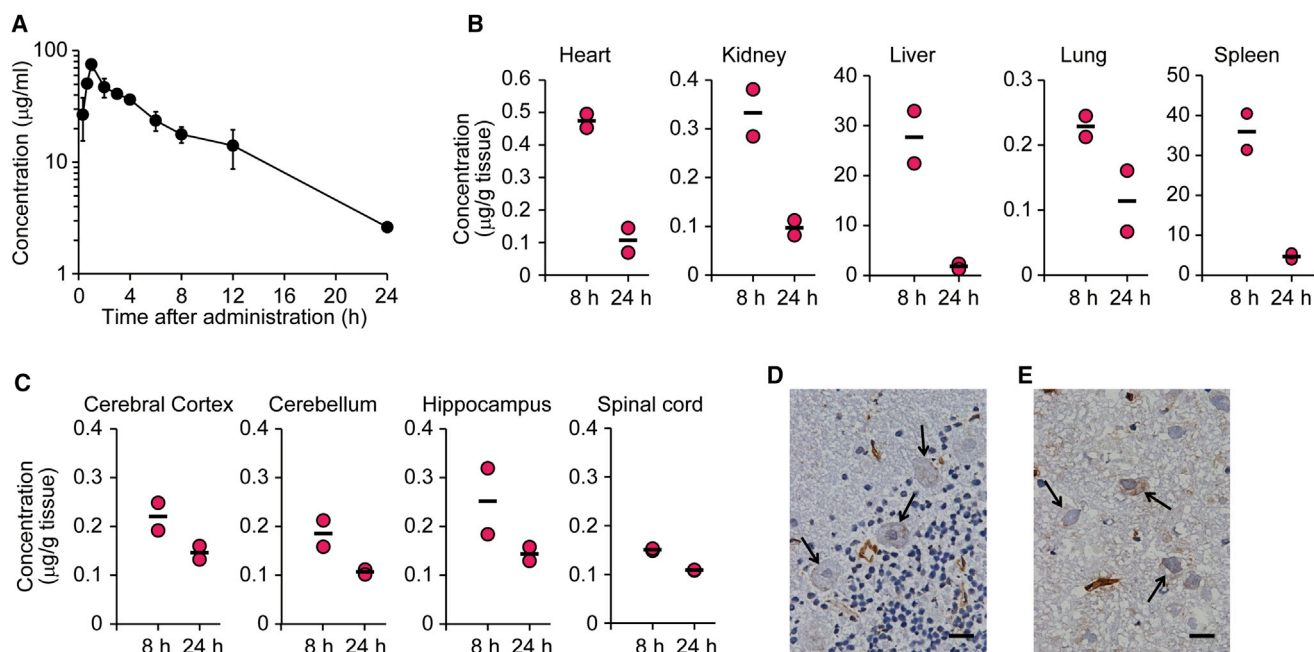 A
Concentration (μg/ml)
100
10
1
0 4 8 12 16 20 24
Time after administration (h)
B
Concentration
(μg/g tissue)
Heart
0.6
0.5
0.4
0.3
0.2
0.1
0
8 h 24 h
Kidney
0.4
0.3
0.2
0.1
0
8 h 24 h
Liver
40
30
20
10
0
8 h 24 h
Lung
0.3
0.2
0.1
0
8 h 24 h
Spleen
50
40
30
20
10
0
8 h 24 h
C
Concentration
(μg/g tissue)
Cerebral Cortex
0.4
0.3
0.2
0.1
0
8 h 24 h
Cerebellum
0.4
0.3
0.2
0.1
0
8 h 24 h
Hippocampus
0.4
0.3
0.2
0.1
0
8 h 24 h
Spinal cord
0.4
0.3
0.2
0.1
0
8 h 24 h
D
E